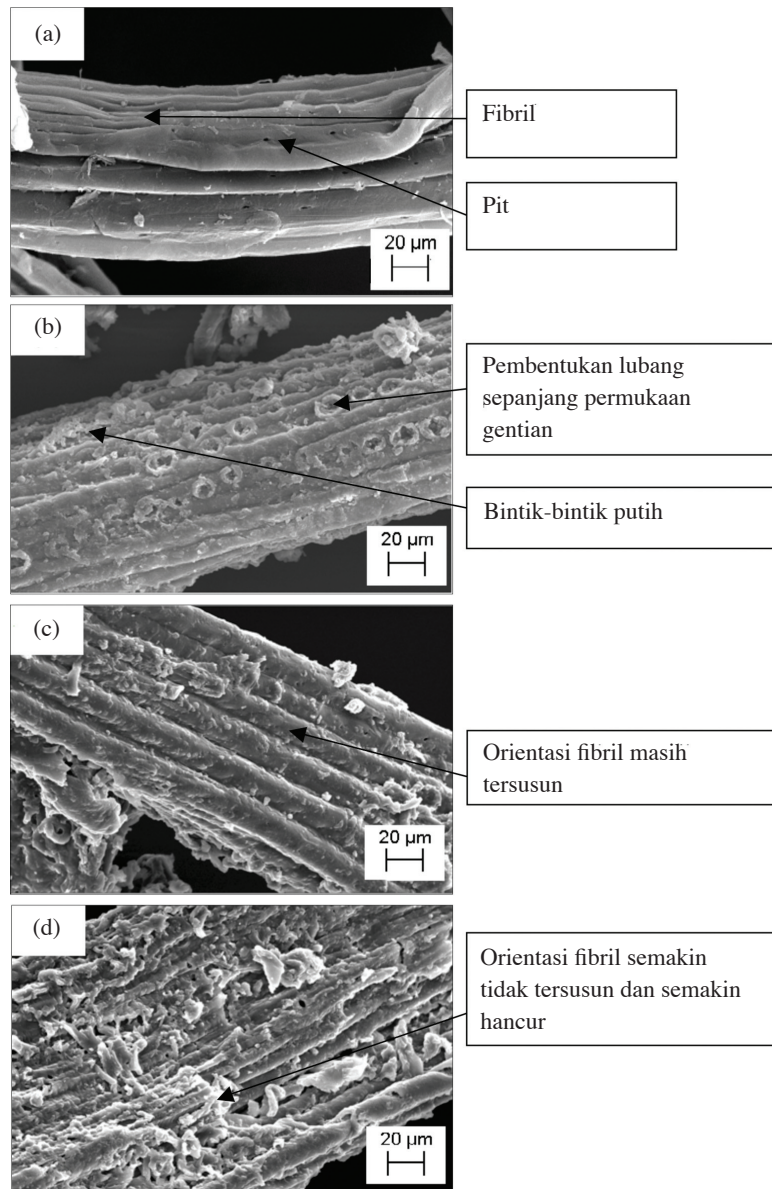 (a)
Fibril
Pit
20 µm
(b)
Pembentukan lubang
sepanjang permukaan
gentian
Bintik-bintik putih
20 µm
(c)
Orientasi fibril masih
tersusun
20 µm
(d)
Orientasi fibril semakin
tidak tersusun dan semakin
hancur
20 µm